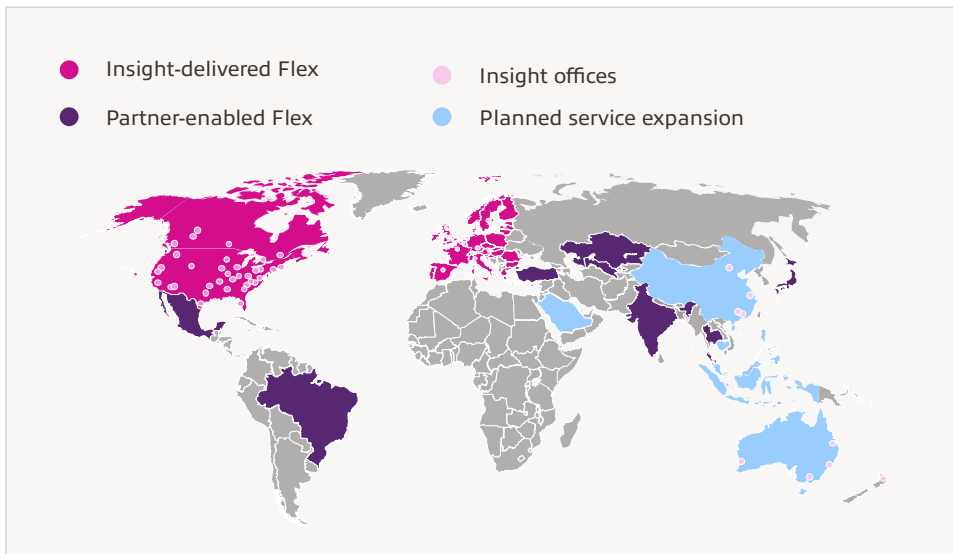 Insight-delivered Flex
Partner-enabled Flex
Insight offices
Planned service expansion